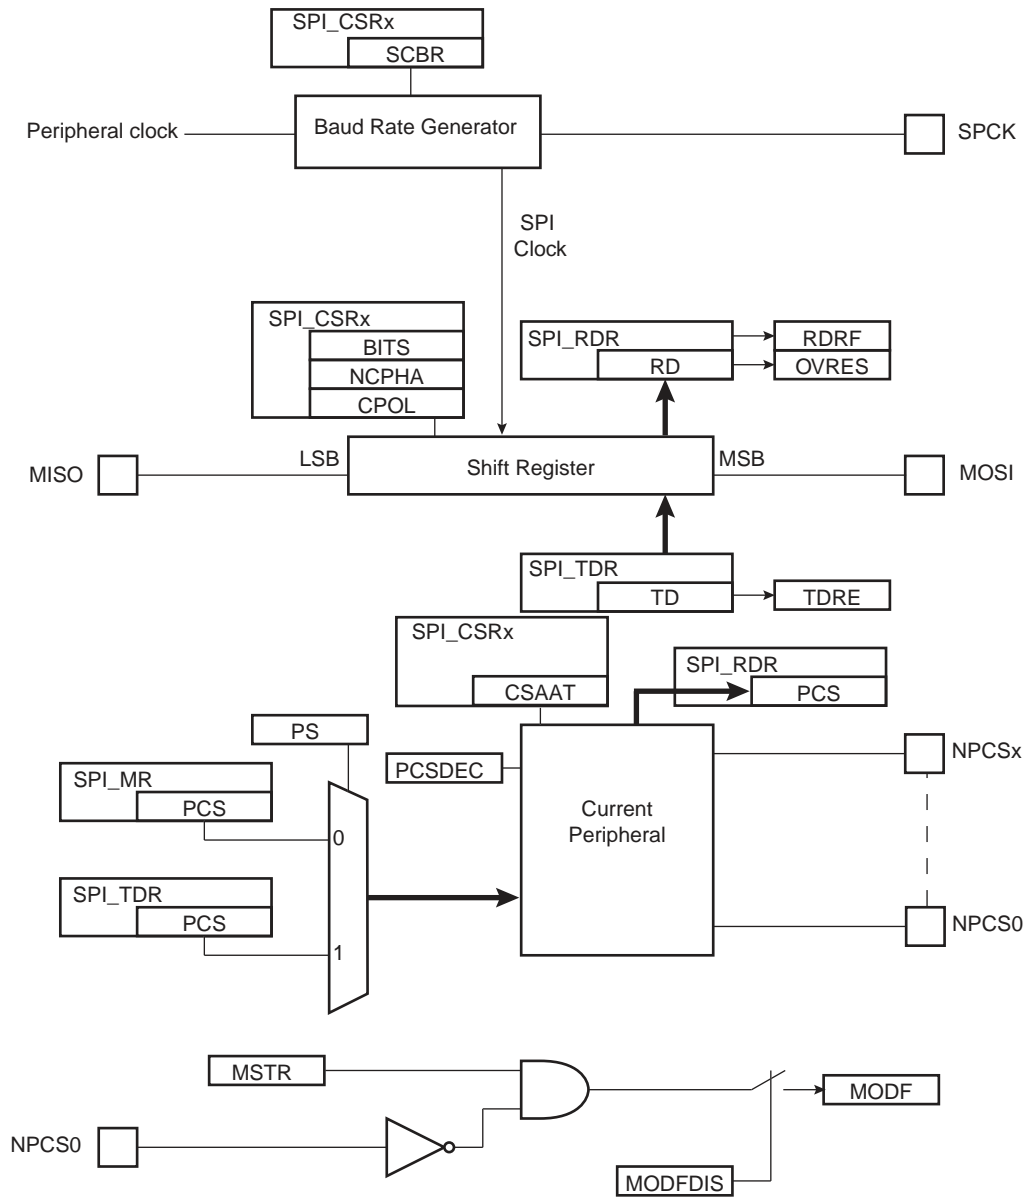 SPI_CSRx
SCBR
Peripheral clock
Baud Rate Generator
SPCK
SPI
Clock
SPI_CSRx
BITS
NCPHA
CPOL
SPI_RDR
RD
RDRF
OVRES
MISO
LSB
Shift Register
MSB
MOSI
SPI_TDR
TD
TDRE
SPI_CSRx
CSAAT
SPI_RDR
PCS
PS
PCSDEC
NPCSx
SPI_MR
PCS
0
Current
Peripheral
SPI_TDR
PCS
1
NPCS0
MSTR
MODF
NPCS0
MODFDIS